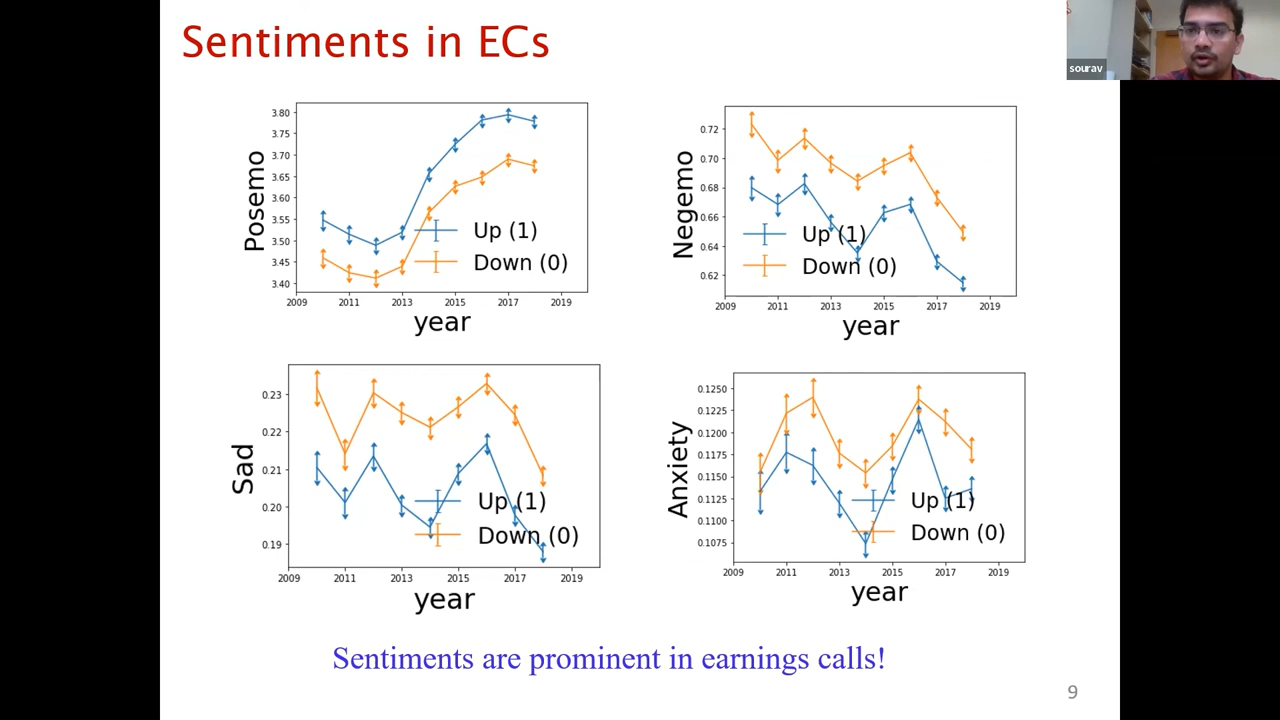 Sentiments in ECs
sourav
Posemo
3.80
3.75
3.70
3.65
3.60
3.55
3.50
3.45
3.40
Up (1)
Down (0)
2009 2011 2013 2015 2017 2019
year
Negemo
0.72
0.70
0.68
0.66
0.64
0.62
Up (1)
Down (0)
2009 2011 2013 2015 2017 2019
year
Sad
0.23
0.22
0.21
0.20
0.19
Up (1)
Down (0)
2009 2011 2013 2015 2017 2019
year
Anxiety
0.1250
0.1225
0.1200
0.1175
0.1150
0.1125
0.1100
0.1075
Up (1)
Down (0)
2009 2011 2013 2015 2017 2019
year
Sentiments are prominent in earnings calls!
9